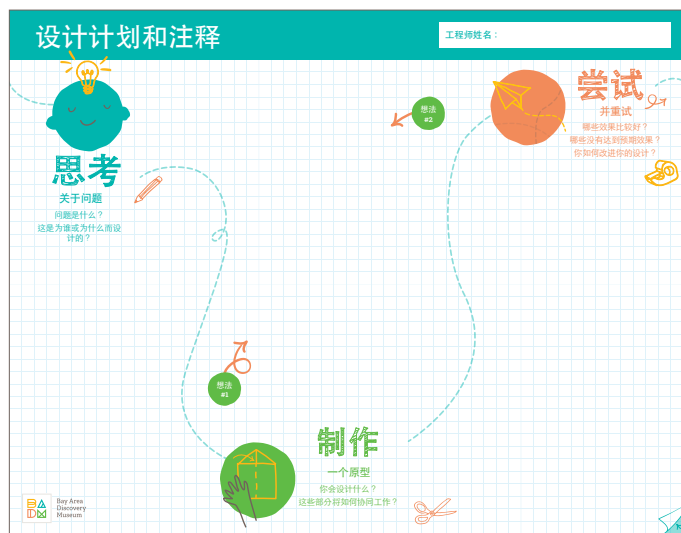 设计计划和注释
工程师姓名：
思考
关于问题
问题是什么？
这是为谁或为什么而设
计的？
想法
#2
尝试
并重试
哪些效果比较好？
哪些没有达到预期效果？
你如何改进你的设计？
想法
#1
制作
一个原型
你会设计什么？
这些部分将如何协同工作？
Bay Area
Discovery
Museum